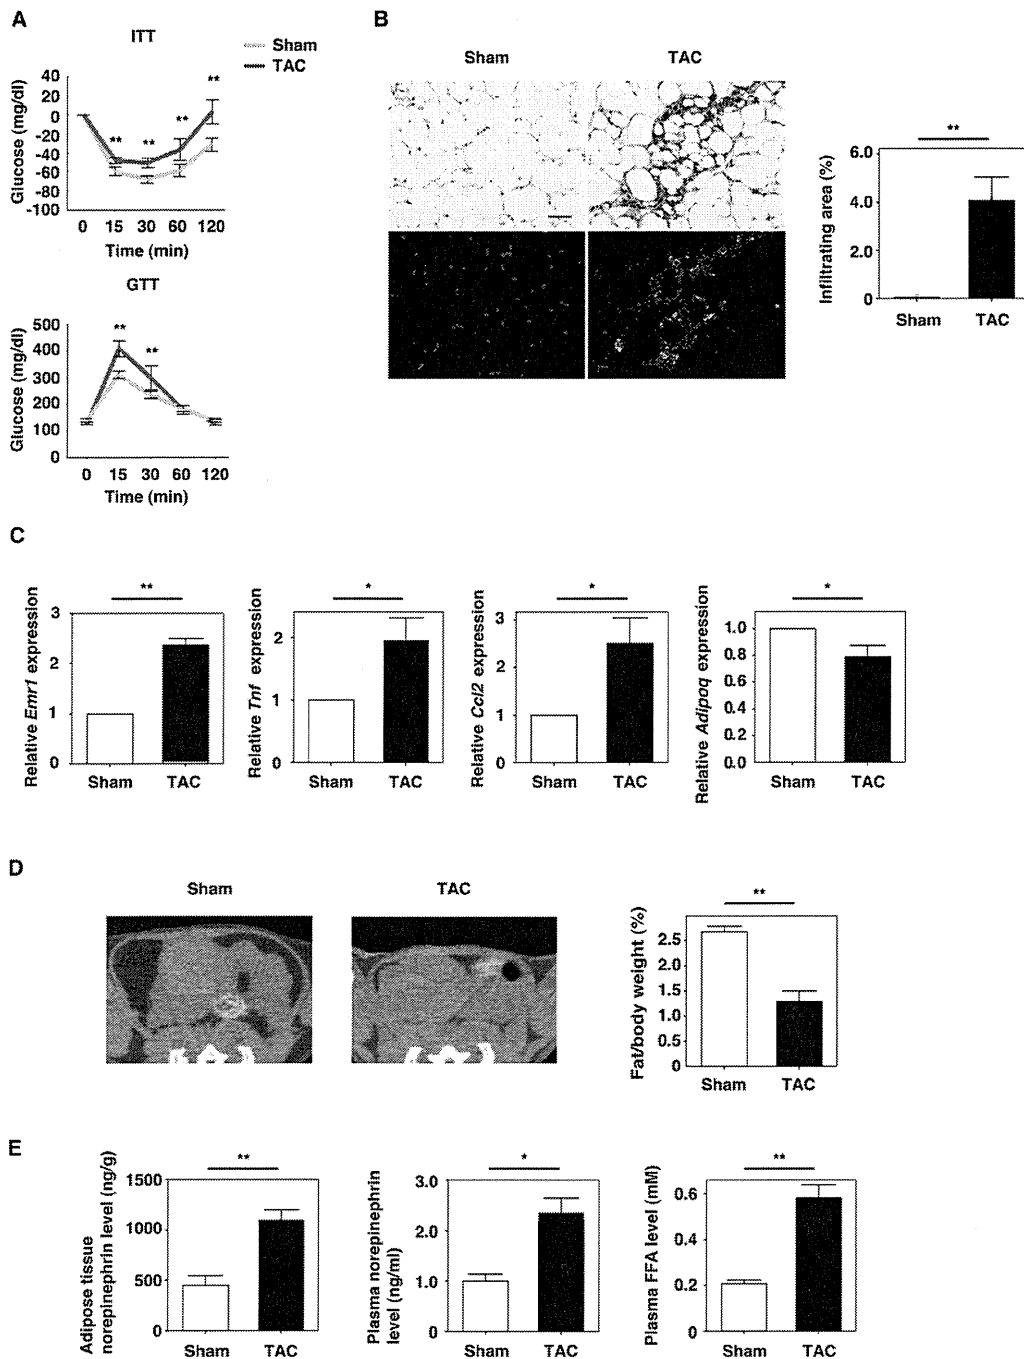 A
ITT
Sham
TAC
Glucose (mg/dl)
40
20
0
-20
-40
-60
-80
-100
** ** ** **
0 15 30 60 120
Time (min)
GTT
Glucose (mg/dl)
500
400
300
200
100
0
** **
0 15 30 60 120
Time (min)
B
Sham TAC
Infiltrating area (%)
**
6.0
4.0
2.0
0
Sham TAC
C
Relative Emr1 expression
**
3
2
1
0
Sham TAC
Relative Tnf expression
*
2
1
0
Sham TAC
Relative Ccl2 expression
*
3
2
1
0
Sham TAC
Relative Adipoq expression
*
1.0
0.8
0.6
0.4
0.2
0.0
Sham TAC
D
Sham TAC
Fat/body weight (%)
**
2.5
2.0
1.5
1.0
0.5
0
Sham TAC
E
Adipose tissue
norepinephrin level (ng/g)
**
1500
1000
500
0
Sham TAC
Plasma norepinephrin
level (ng/ml)
*
3.0
2.0
1.0
0
Sham TAC
Plasma FFA level (mM)
**
0.6
0.4
0.2
0
Sham TAC